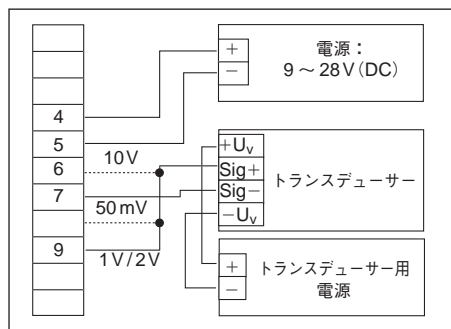 4
5
6
7
9
10V
50mV
1V/2V
+
−
電源：
9～28V(DC)
+Uv
Sig+
Sig−
−Uv
トランスデューサー
+
−
トランスデューサー用
電源